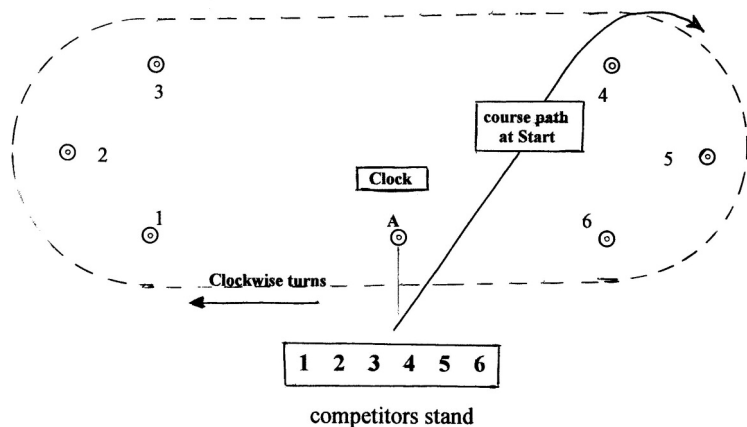 3
4
course path
at Start
2
5
Clock
1
A
6
Clockwise turns
1 2 3 4 5 6
competitors stand